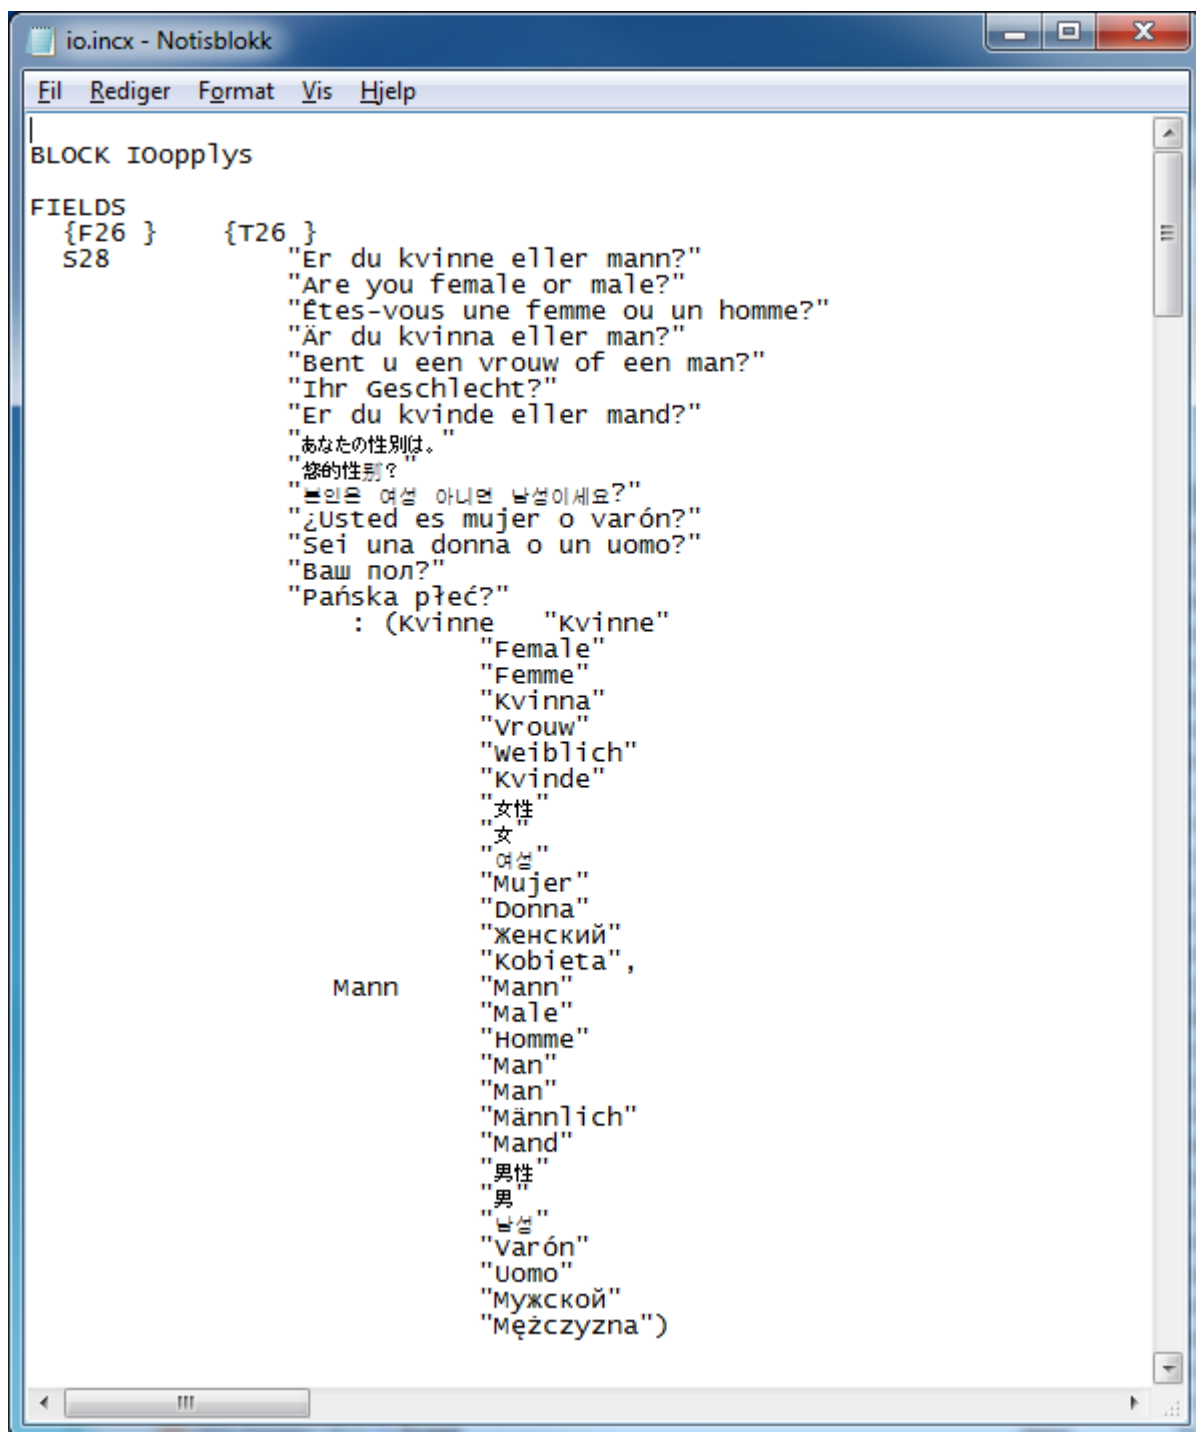 io.incx - Notisblokk
Fil Rediger Format Vis Hjelp
BLOCK IOopplys
FIELDS
{F26 } {T26 }
S28 "Er du kvinne eller mann?"
"Are you female or male?"
"Êtes-vous une femme ou un homme?"
"Är du kvinna eller man?"
"Bent u een vrouw of een man?"
"Ihr Geschlecht?"
"Er du kvinde eller mand?"
"あなたの性別は。"
"您的性别？"
"본인은 여성 아니면 남성이세요?"
"¿Usted es mujer o varón?"
"Sei una donna o un uomo?"
"Ваш пол?"
"Pańska płeć?"
: (Kvinne "Kvinne"
"Female"
"Femme"
"Kvinna"
"Vrouw"
"Weiblich"
"Kvinde"
"女性"
"女"
"여성"
"Mujer"
"Donna"
"Женский"
"Kobieta",
Mann "Mann"
"Male"
"Homme"
"Man"
"Man"
"Männlich"
"Mand"
"男性"
"男"
"남성"
"Varón"
"Uomo"
"Мужской"
"Mężczyzna")